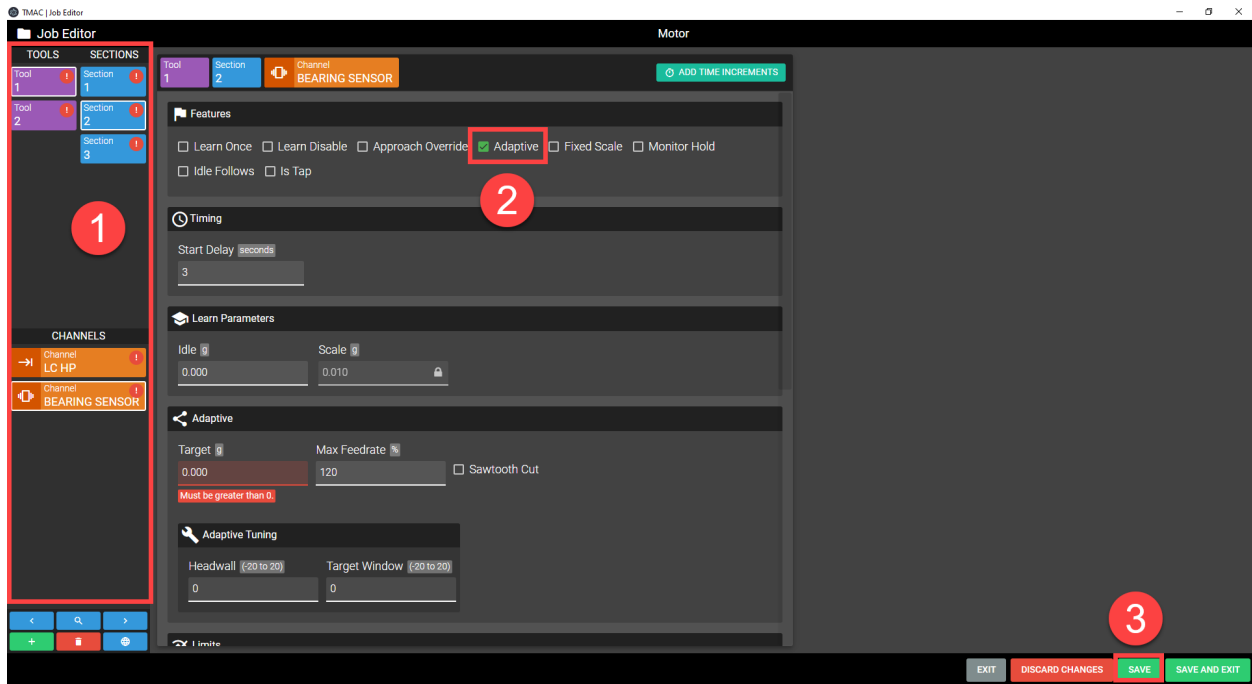 TMAC | Job Editor
Job Editor
Motor
TOOLS SECTIONS
Tool
1
!
Section
1
!
Tool
2
!
Section
2
!
Section
3
!
1
CHANNELS
Channel
LC HP
!
Channel
BEARING SENSOR
!
Tool
1
Section
2
Channel
BEARING SENSOR
ADD TIME INCREMENTS
Features
Learn Once Learn Disable Approach Override Adaptive Fixed Scale Monitor Hold
Idle Follows Is Tap
2
Timing
Start Delay seconds
3
Learn Parameters
Idle g Scale g
0.000 0.010
Adaptive
Target g Max Feedrate %
0.000 120 Sawtooth Cut
Must be greater than 0.
Adaptive Tuning
Headwall (-20 to 20) Target Window (-20 to 20)
0 0
Limits
3
EXIT DISCARD CHANGES SAVE SAVE AND EXIT